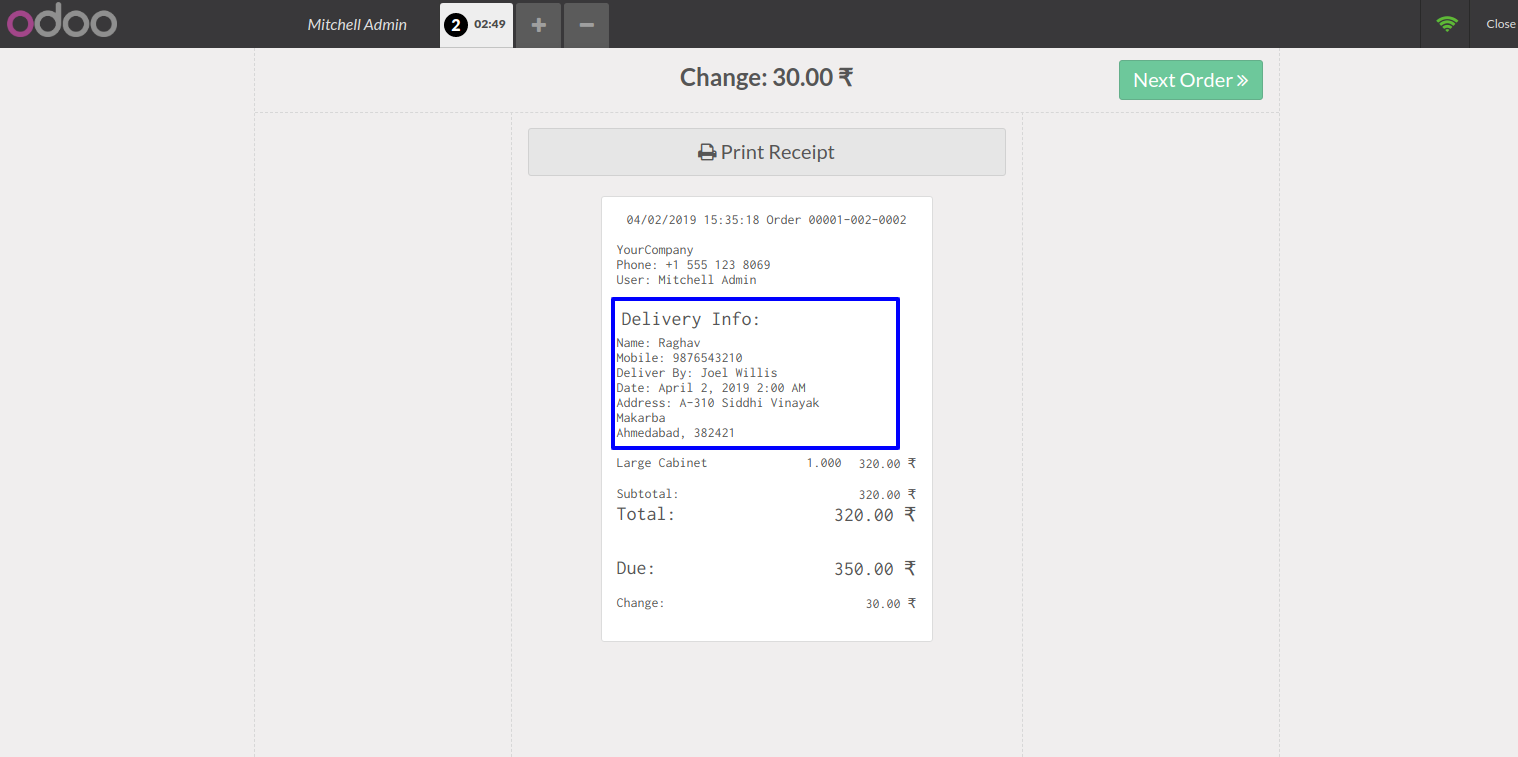 odoo
Mitchell Admin
2 02:49
+
−
Close
Change: 30.00 ₹
Next Order »
Print Receipt
04/02/2019 15:35:18 Order 00001-002-0002
YourCompany
Phone: +1 555 123 8069
User: Mitchell Admin
Delivery Info:
Name: Raghav
Mobile: 9876543210
Deliver By: Joel Willis
Date: April 2, 2019 2:00 AM
Address: A-310 Siddhi Vinayak
Makarba
Ahmedabad, 382421
Large Cabinet 1.000 320.00 ₹
Subtotal: 320.00 ₹
Total: 320.00 ₹
Due: 350.00 ₹
Change: 30.00 ₹